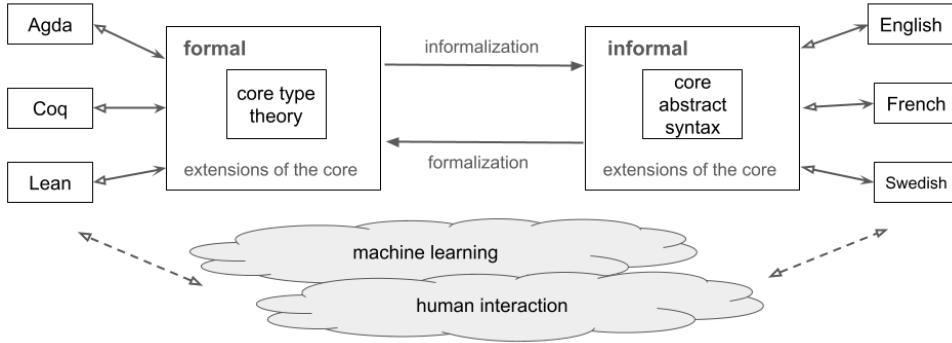 Agda
Coq
Lean
formal
core type
theory
extensions of the core
informalization
formalization
informal
core
abstract
syntax
extensions of the core
English
French
Swedish
machine learning
human interaction